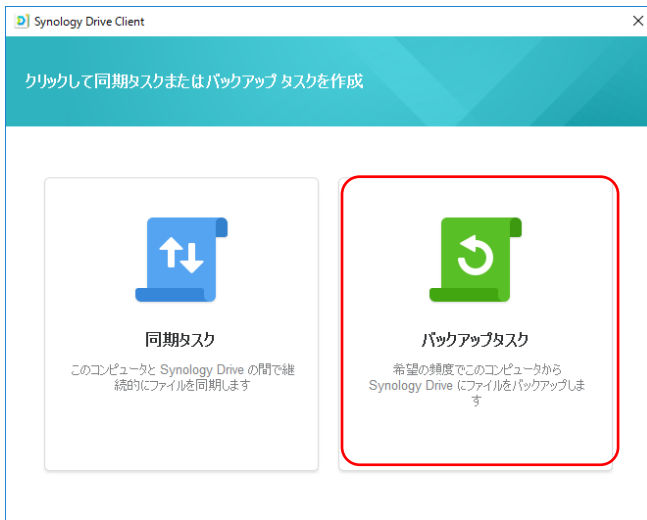 Synology Drive Client
クリックして同期タスクまたはバックアップ タスクを作成
同期タスク
このコンピュータと Synology Drive の間で継
続的にファイルを同期します
バックアップタスク
希望の頻度でこのコンピュータから
Synology Drive にファイルをバックアップしま
す